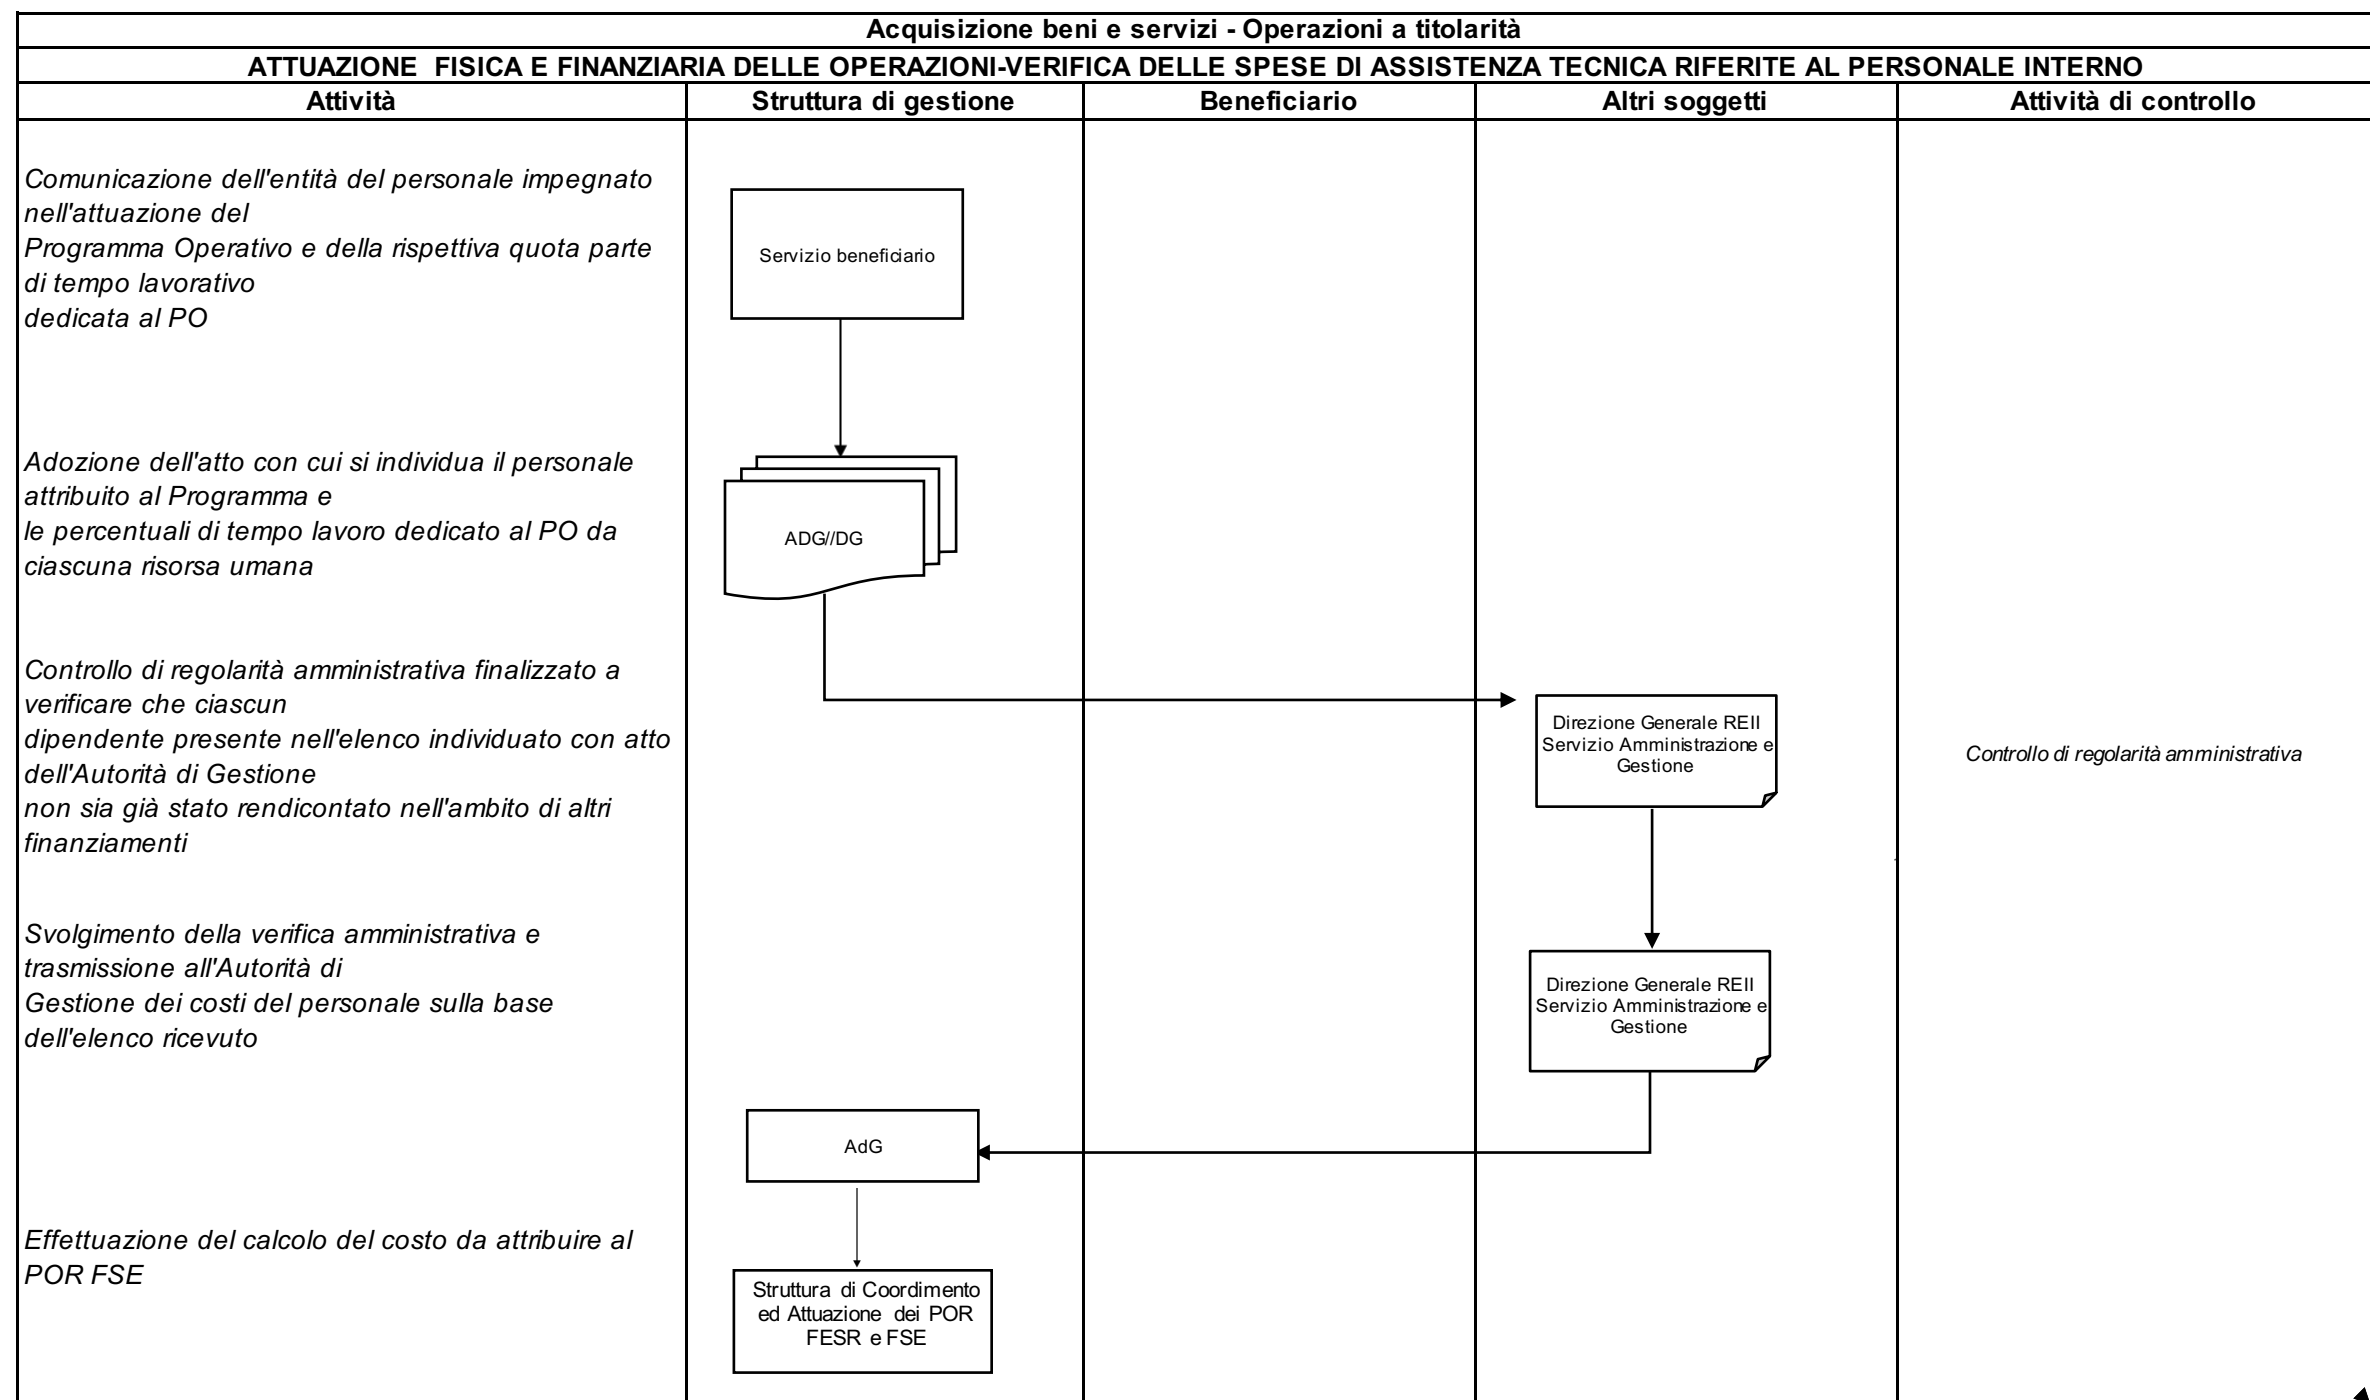 Acquisizione beni e servizi - Operazioni a titolarità
ATTUAZIONE FISICA E FINANZIARIA DELLE OPERAZIONI-VERIFICA DELLE SPESE DI ASSISTENZA TECNICA RIFERITE AL PERSONALE INTERNO
Attività
Struttura di gestione
Beneficiario
Altri soggetti
Attività di controllo
Comunicazione dell'entità del personale impegnato
nell'attuazione del
Programma Operativo e della rispettiva quota parte
di tempo lavorativo
dedicata al PO
Servizio beneficiario
Adozione dell'atto con cui si individua il personale
attribuito al Programma e
le percentuali di tempo lavoro dedicato al PO da
ciascuna risorsa umana
ADG//DG
Controllo di regolarità amministrativa finalizzato a
verificare che ciascun
dipendente presente nell'elenco individuato con atto
dell'Autorità di Gestione
non sia già stato rendicontato nell'ambito di altri
finanziamenti
Direzione Generale REII
Servizio Amministrazione e
Gestione
Controllo di regolarità amministrativa
Svolgimento della verifica amministrativa e
trasmissione all'Autorità di
Gestione dei costi del personale sulla base
dell'elenco ricevuto
Direzione Generale REII
Servizio Amministrazione e
Gestione
AdG
Effettuazione del calcolo del costo da attribuire al
POR FSE
Struttura di Coordimento
ed Attuazione dei POR
FESR e FSE